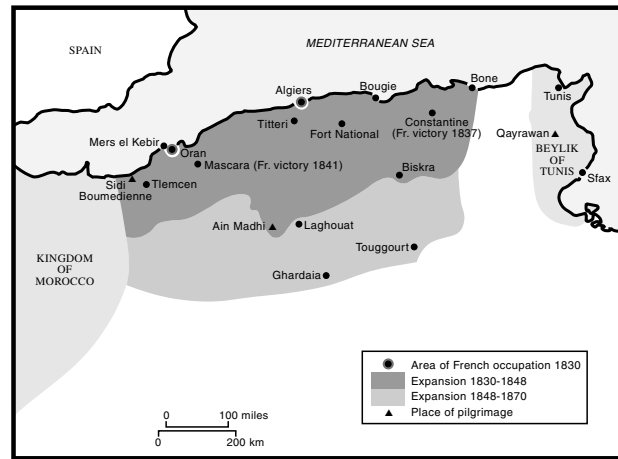 SPAIN
MEDITERRANEAN SEA
Algiers
Bougie
Bone
Tunis
Titteri
Fort National
Constantine
(Fr. victory 1837)
Qayrawan
BEYLIK
OF
TUNIS
Mers el Kebir
Oran
Mascara (Fr. victory 1841)
Biskra
Sfax
Sidi
Boumedienne
Tlemcen
Ain Madhi
Laghouat
Touggourt
KINGDOM
OF
MOROCCO
Ghardaia
Area of French occupation 1830
Expansion 1830-1848
Expansion 1848-1870
Place of pilgrimage
0 100 miles
0 200 km